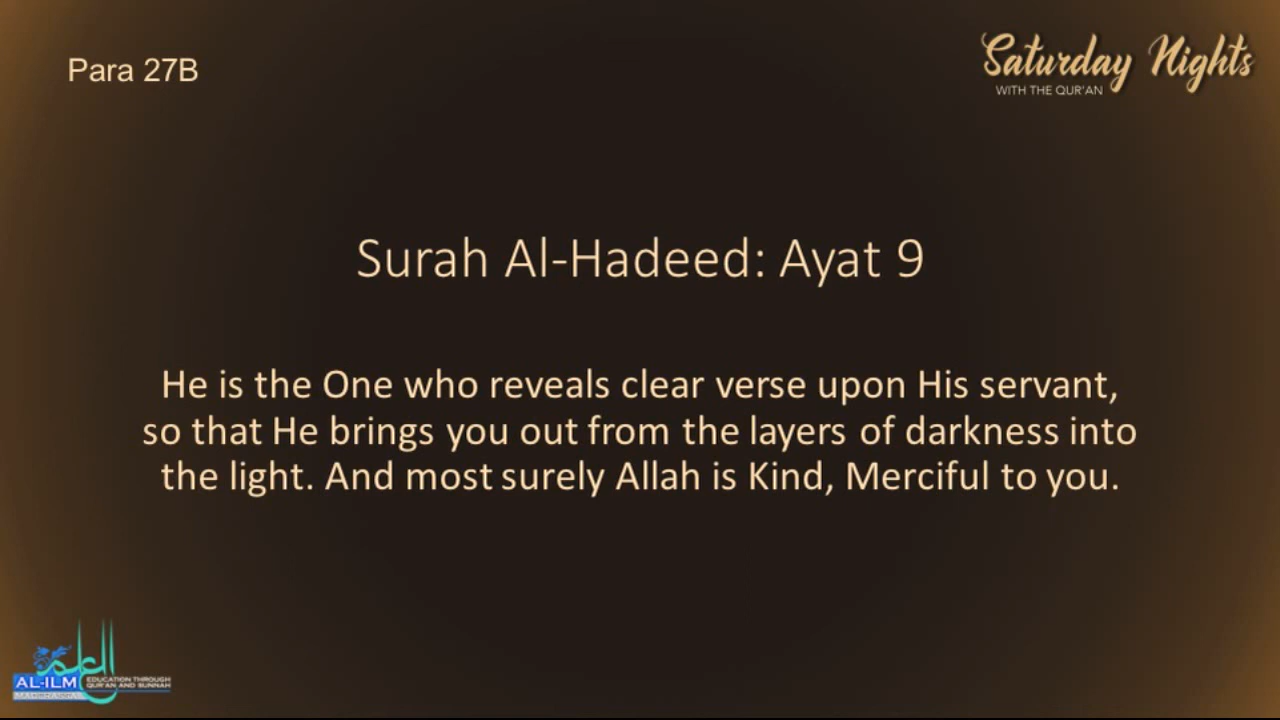 Para 27B
Saturday Nights
WITH THE QUR'AN
Surah Al-Hadeed: Ayat 9
He is the One who reveals clear verse upon His servant,
so that He brings you out from the layers of darkness into
the light. And most surely Allah is Kind, Merciful to you.
العلم
AL-ILM
EDUCATION THROUGH
QUR'AN AND SUNNAH